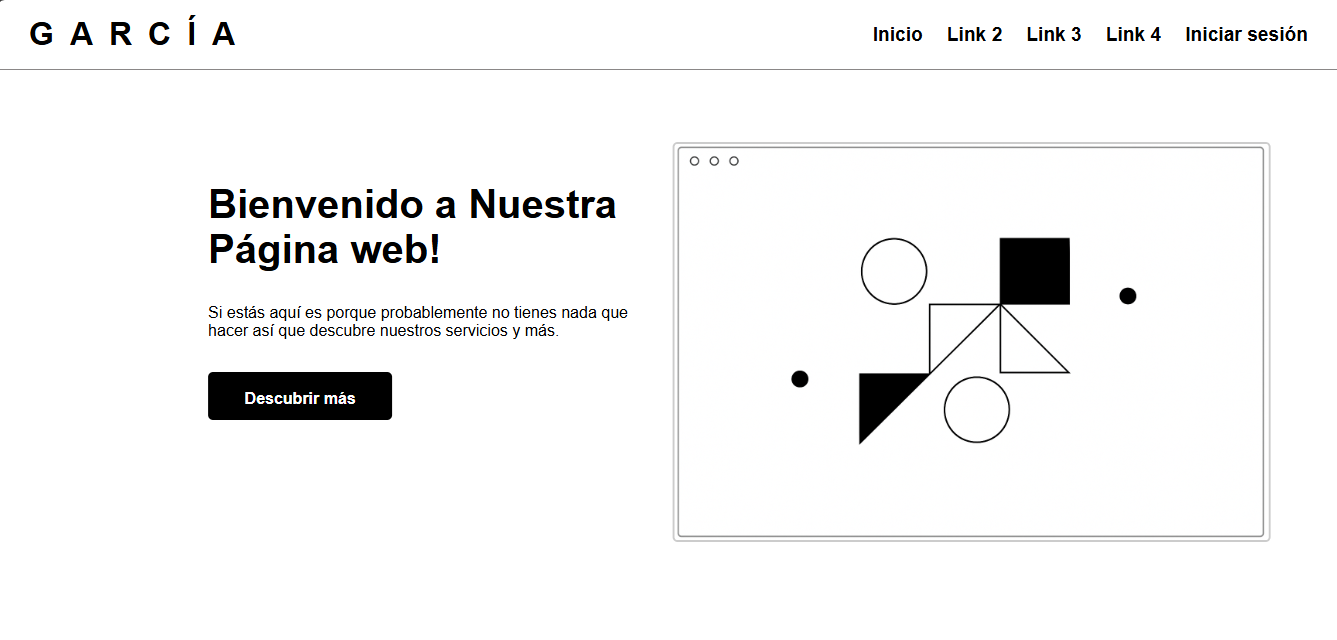 G A R C Í A
Inicio Link 2 Link 3 Link 4 Iniciar sesión
Bienvenido a Nuestra
Página web!
Si estás aquí es porque probablemente no tienes nada que
hacer así que descubre nuestros servicios y más.
Descubrir más